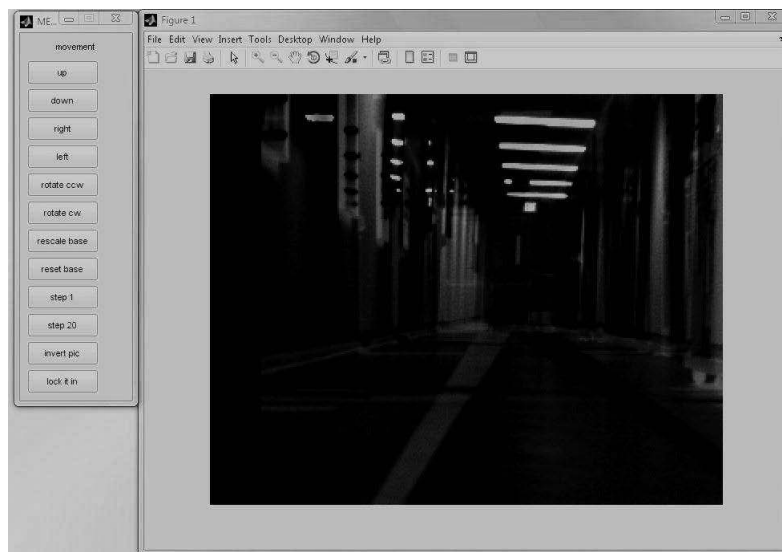 ME...
movement
up
down
right
left
rotate ccw
rotate cw
rescale base
reset base
step 1
step 20
invert pic
lock it in
Figure 1
File Edit View Insert Tools Desktop Window Help